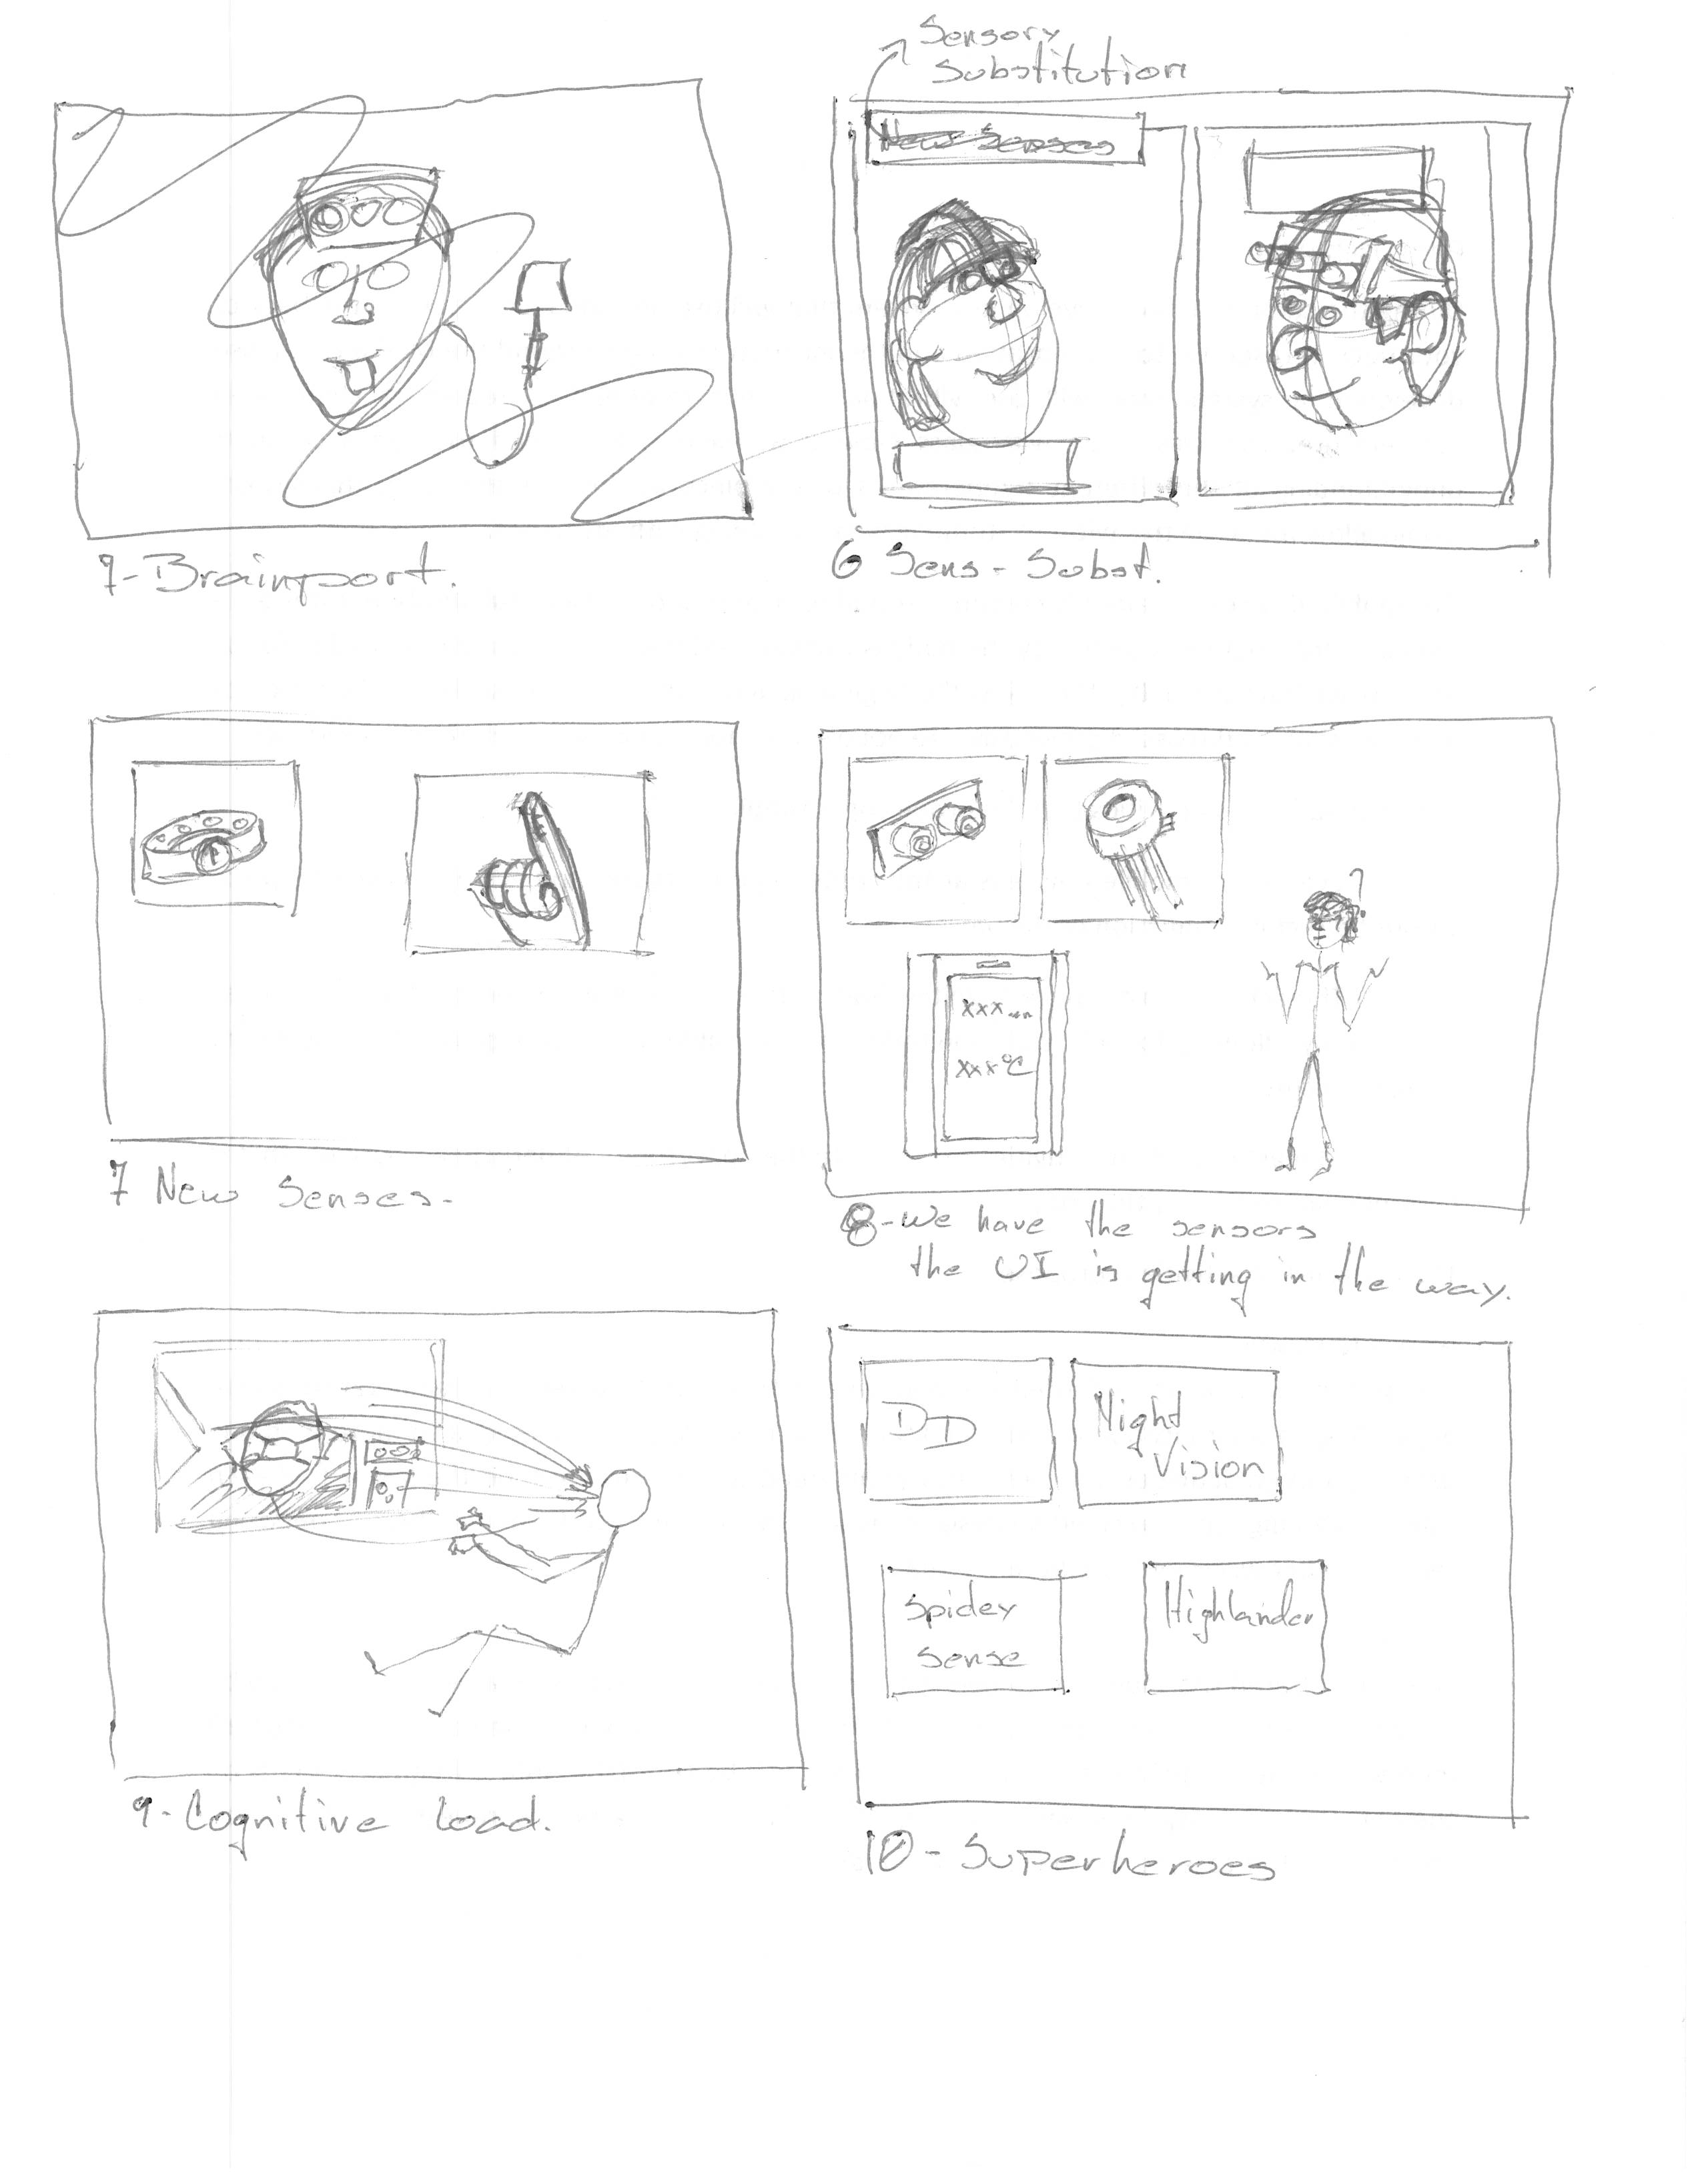 Sensory
Substitution
New Senses
7-Brainport.
6 Sens-Subst.
7 New Senses-
?
xxx
xxx°C
8-We have the sensors
the UI is getting in the way.
DD
Night
Vision
Spidey
Sense
Highlander
9-Cognitive load.
10-Superheroes